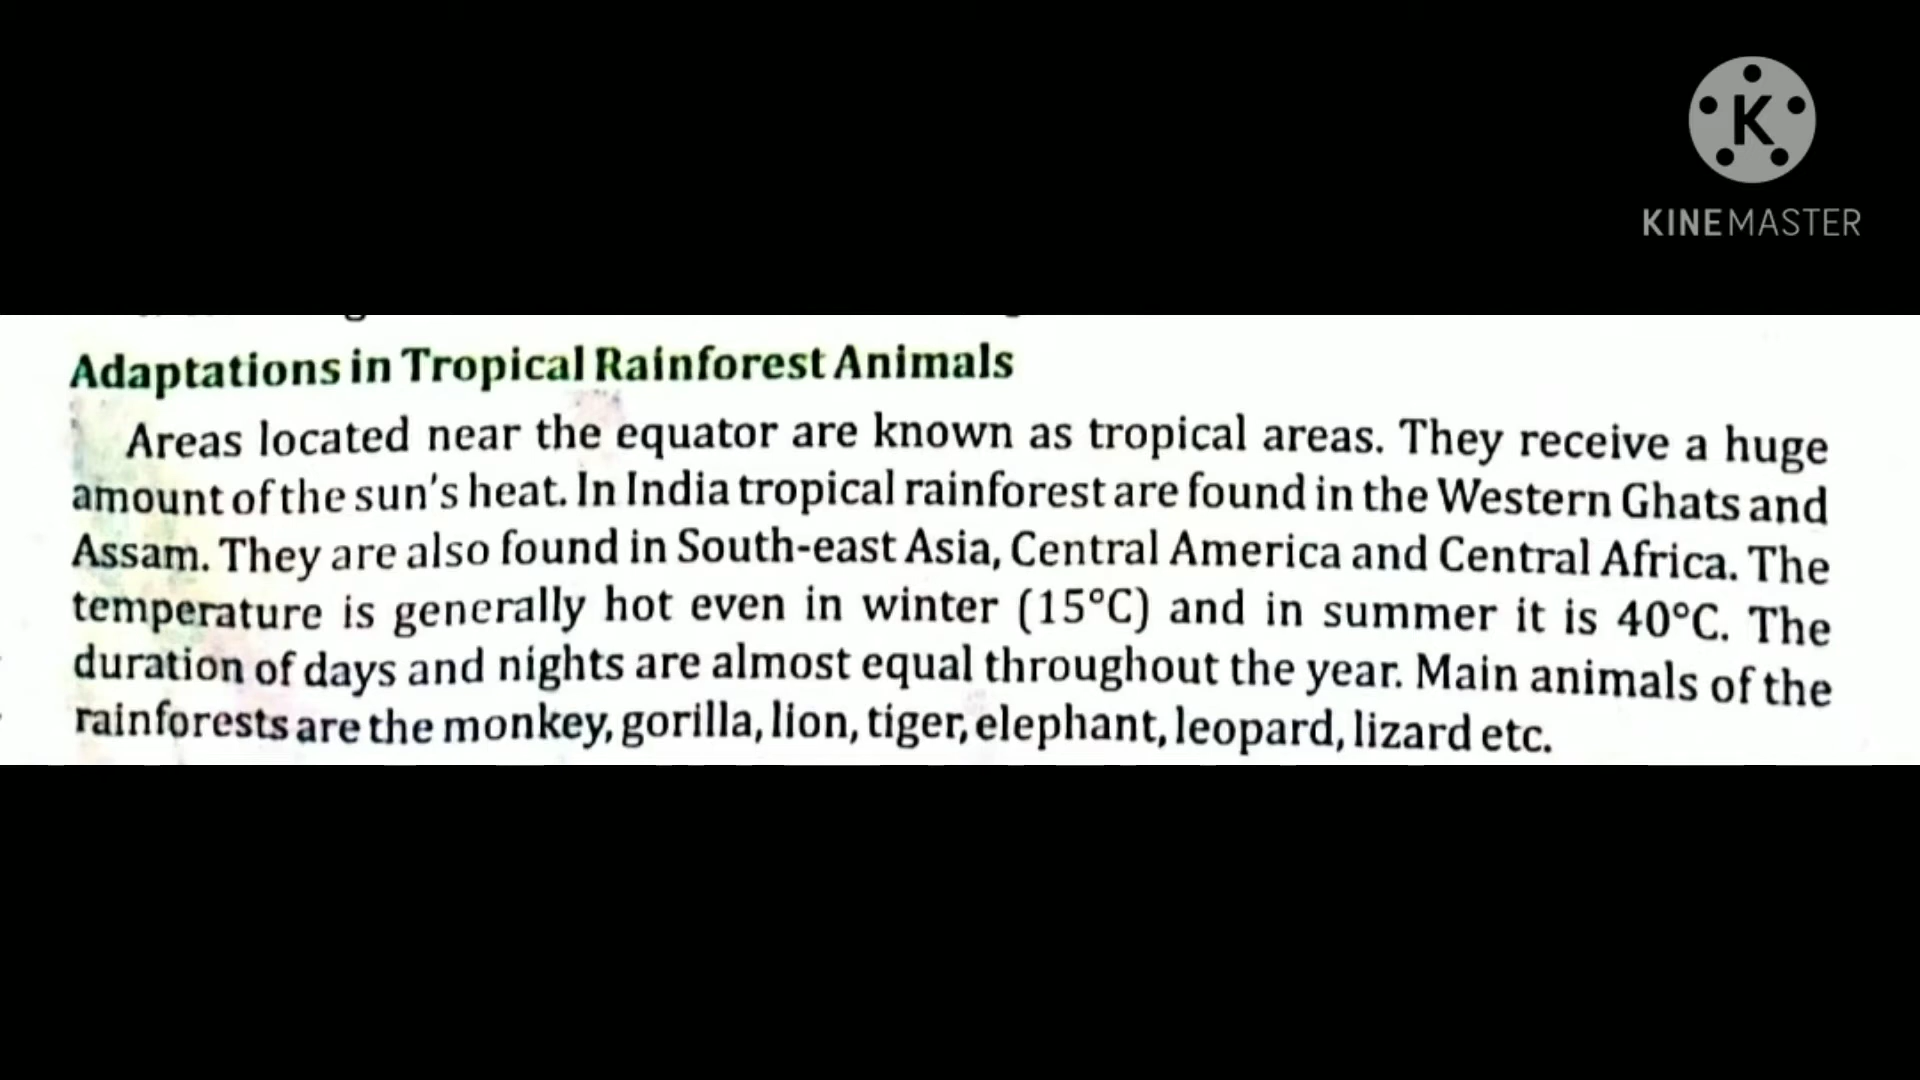 KINEMASTER
Adaptations in Tropical Rainforest Animals
Areas located near the equator are known as tropical areas. They receive a huge
amount of the sun's heat. In India tropical rainforest are found in the Western Ghats and
Assam. They are also found in South-east Asia, Central America and Central Africa. The
temperature is generally hot even in winter (15°C) and in summer it is 40°C. The
duration of days and nights are almost equal throughout the year. Main animals of the
rainforests are the monkey, gorilla, lion, tiger, elephant, leopard, lizard etc.